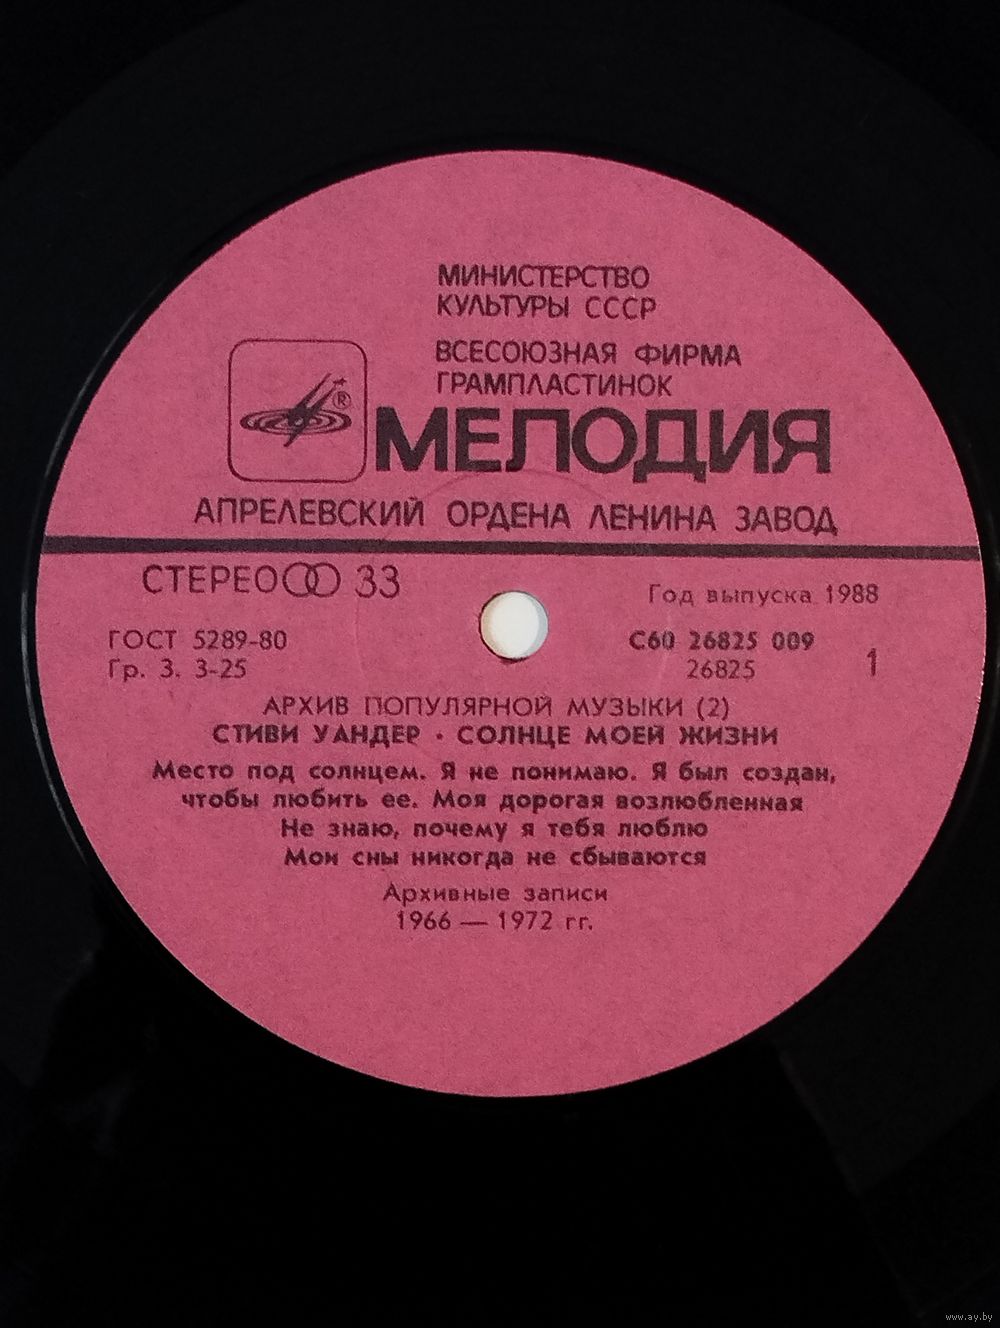 МИНИСТЕРСТВО
КУЛЬТУРЫ СССР
ВСЕСОЮЗНАЯ ФИРМА
ГРАМПЛАСТИНОК
®
МЕЛОДИЯ
АПРЕЛЕВСКИЙ ОРДЕНА ЛЕНИНА ЗАВОД
СТЕРЕО 33
Год выпуска 1988
ГОСТ 5289-80
С60 26825 009
Гр. 3. 3-25
26825
1
АРХИВ ПОПУЛЯРНОЙ МУЗЫКИ (2)
СТИВИ УАНДЕР · СОЛНЦЕ МОЕЙ ЖИЗНИ
Место под солнцем. Я не понимаю. Я был создан,
чтобы любить ее. Моя дорогая возлюбленная
Не знаю, почему я тебя люблю
Мои сны никогда не сбываются
Архивные записи
1966 — 1972 гг.
www.ay.by